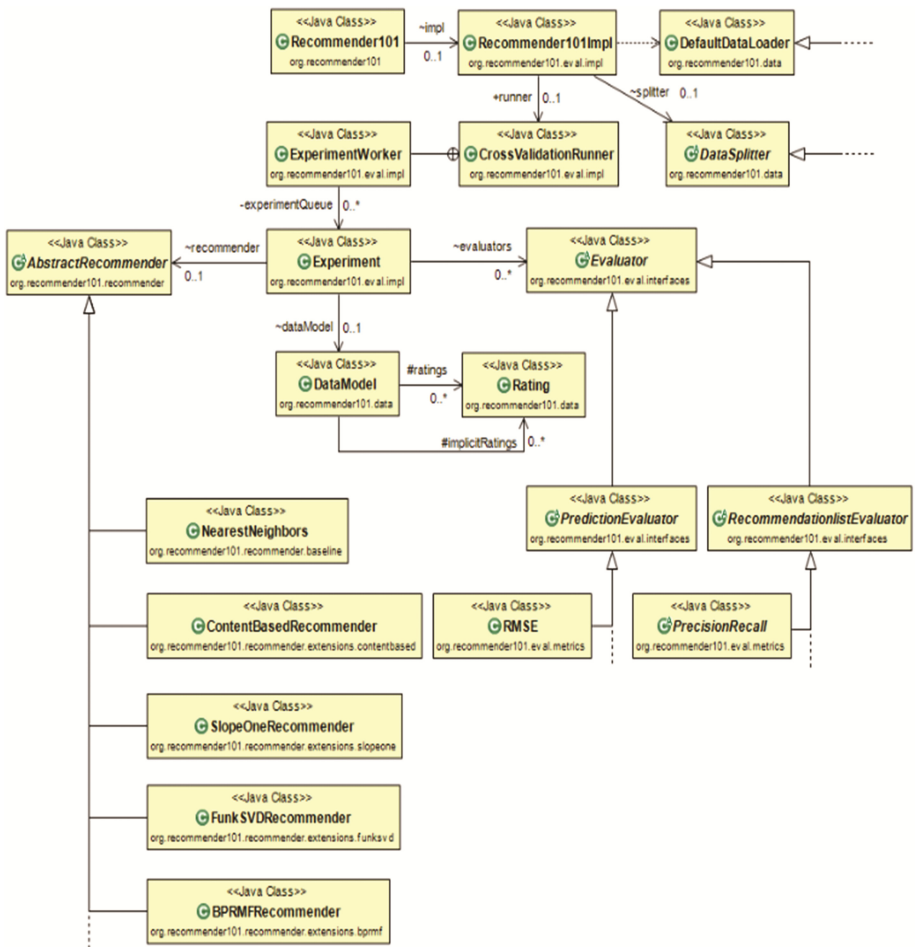 <<Java Class>>
Recommender101
org.recommender101
~impl
0..1
<<Java Class>>
Recommender101Impl
org.recommender101.eval.impl
<<Java Class>>
DefaultDataLoader
org.recommender101.data
+runner
0..1
~splitter
0..1
<<Java Class>>
ExperimentWorker
org.recommender101.eval.impl
<<Java Class>>
CrossValidationRunner
org.recommender101.eval.impl
<<Java Class>>
DataSplitter
org.recommender101.data
-experimentQueue
0..*
<<Java Class>>
AbstractRecommender
org.recommender101.recommender
~recommender
0..1
<<Java Class>>
Experiment
org.recommender101.eval.impl
~evaluators
0..*
<<Java Class>>
Evaluator
org.recommender101.eval.interfaces
~dataModel
0..1
<<Java Class>>
DataModel
org.recommender101.data
#ratings
0..*
<<Java Class>>
Rating
org.recommender101.data
#implicitRatings
0..*
<<Java Class>>
NearestNeighbors
org.recommender101.recommender.baseline
<<Java Class>>
PredictionEvaluator
org.recommender101.eval.interfaces
<<Java Class>>
RecommendationlistEvaluator
org.recommender101.eval.interfaces
<<Java Class>>
ContentBasedRecommender
org.recommender101.recommender.extensions.contentbased
<<Java Class>>
RMSE
org.recommender101.eval.metrics
<<Java Class>>
PrecisionRecall
org.recommender101.eval.metrics
<<Java Class>>
SlopeOneRecommender
org.recommender101.recommender.extensions.slopeone
<<Java Class>>
FunkSVDRecommender
org.recommender101.recommender.extensions.funksvd
<<Java Class>>
BPRMFRecommender
org.recommender101.recommender.extensions.bprmf